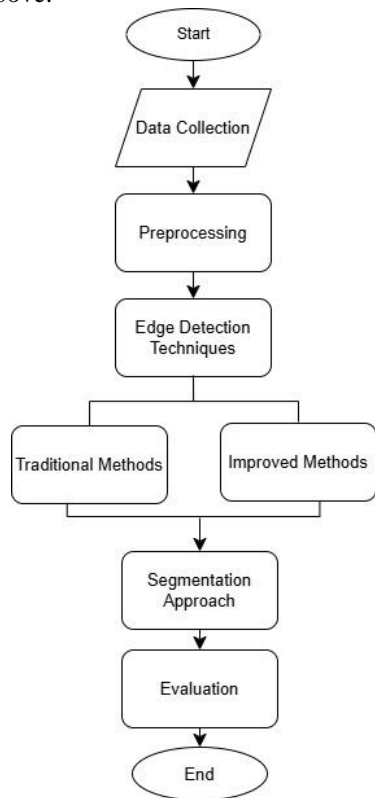 Start
Data Collection
Preprocessing
Edge Detection
Techniques
Traditional Methods
Improved Methods
Segmentation
Approach
Evaluation
End